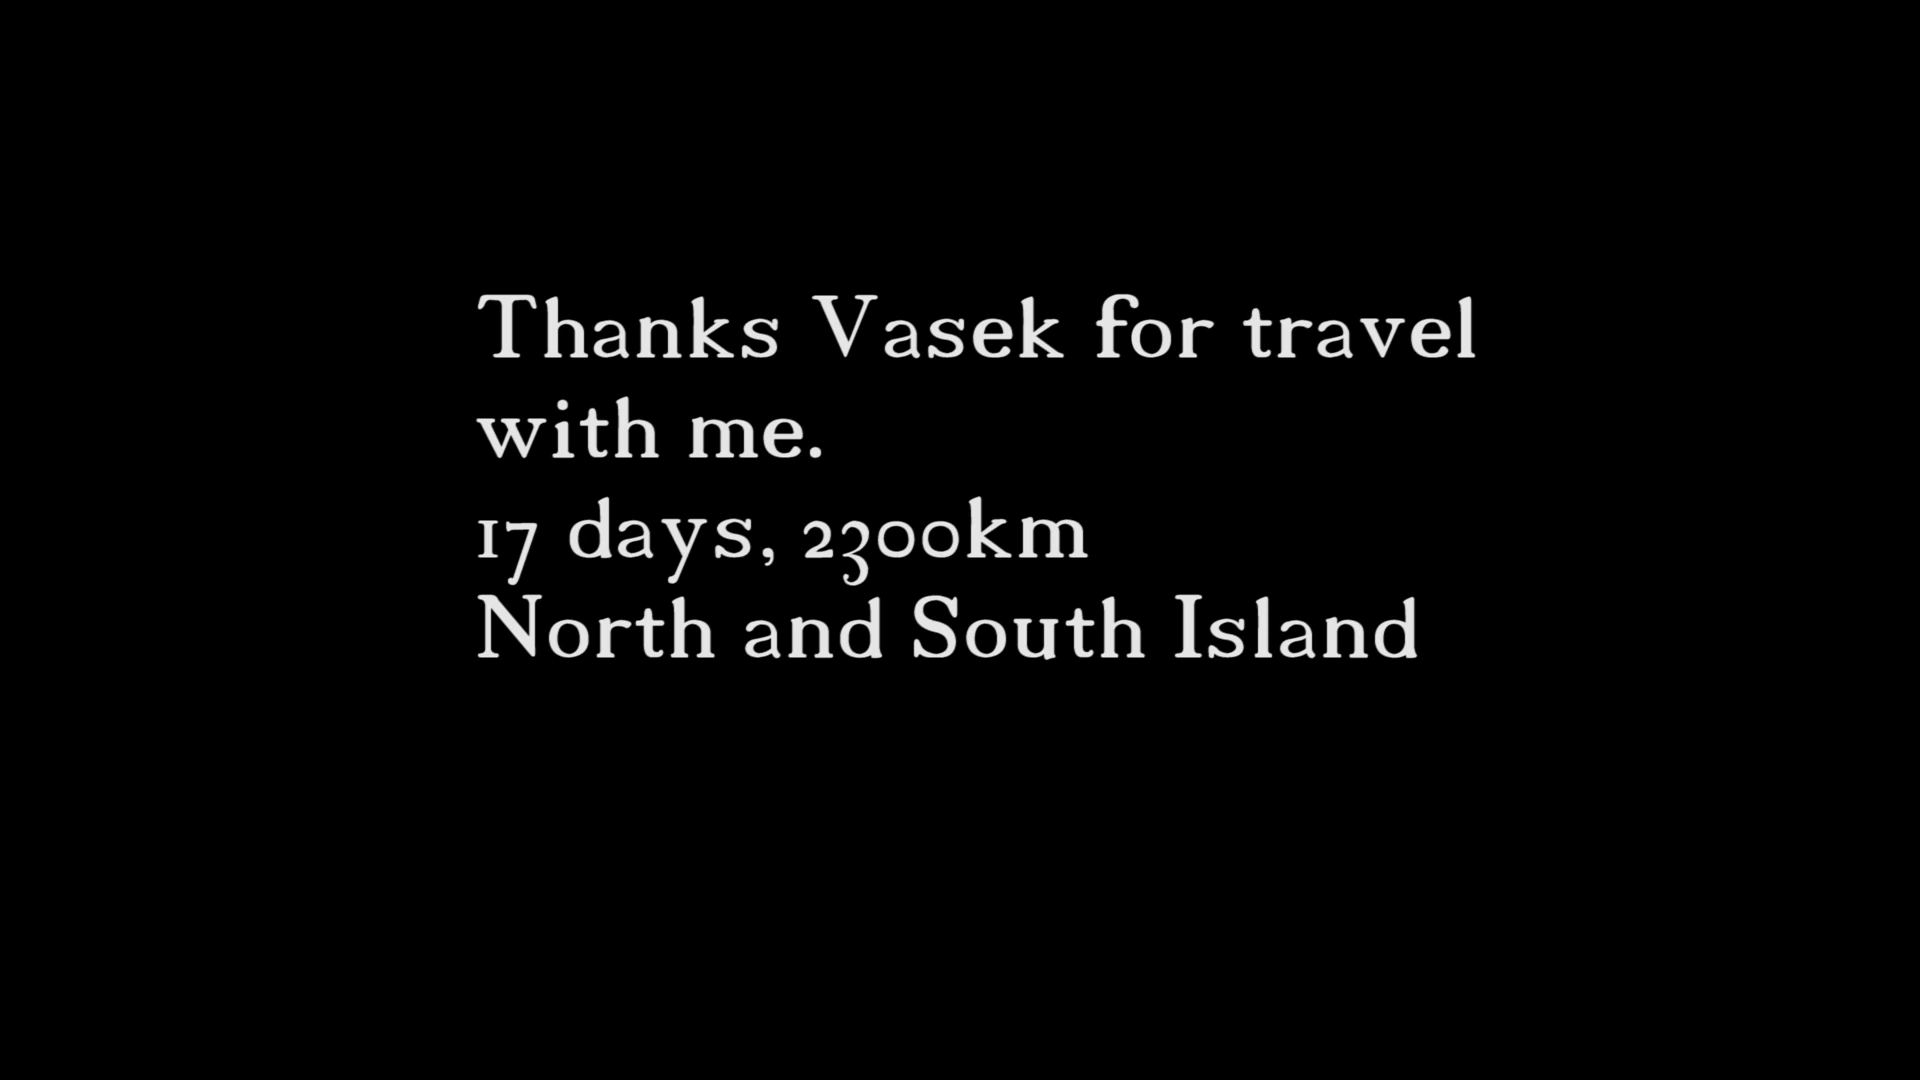 Thanks Vasek for travel
with me.
17 days, 2300km
North and South Island